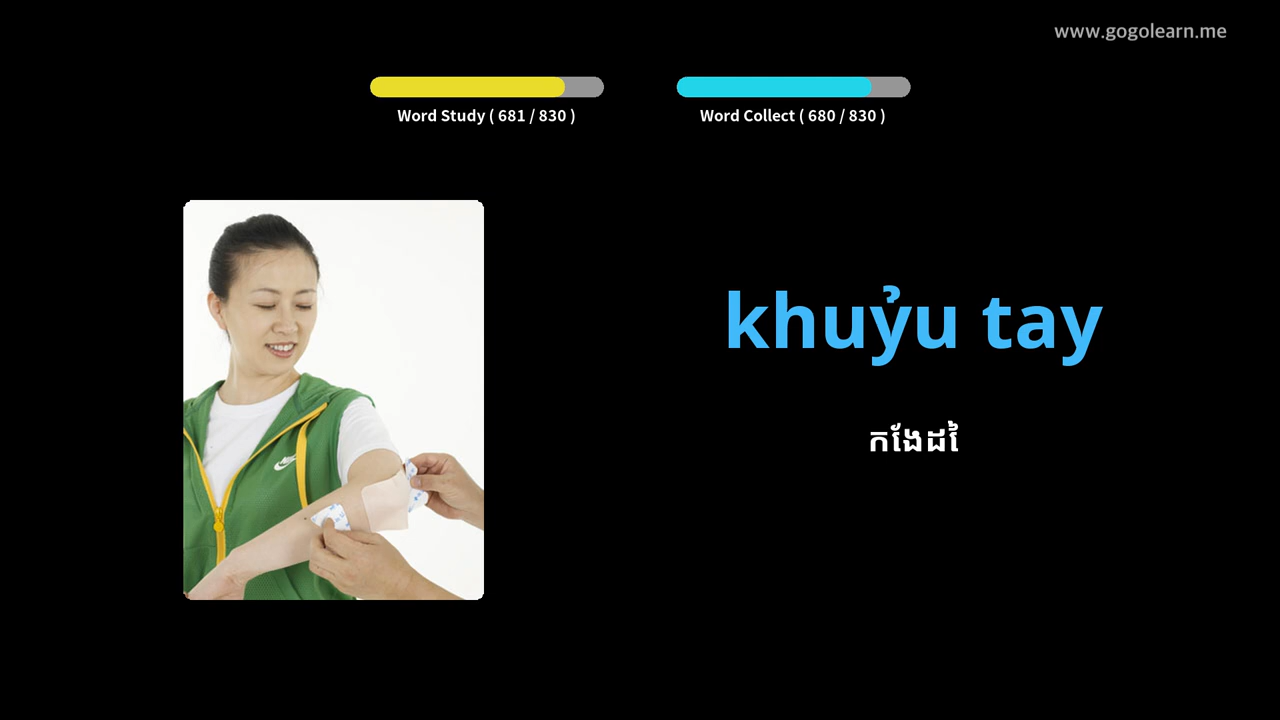 www.gogolearn.me
Word Study ( 681 / 830 )
Word Collect ( 680 / 830 )
khuỷu tay
កងែដៃ